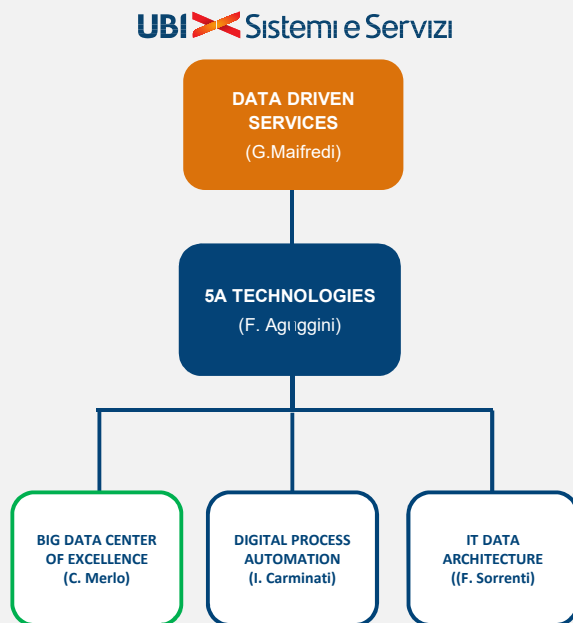 UBI Sistemi e Servizi
DATA DRIVEN
SERVICES
(G.Maifredi)
5A TECHNOLOGIES
(F. Aguggini)
BIG DATA CENTER
OF EXCELLENCE
(C. Merlo)
DIGITAL PROCESS
AUTOMATION
(I. Carminati)
IT DATA
ARCHITECTURE
((F. Sorrenti)